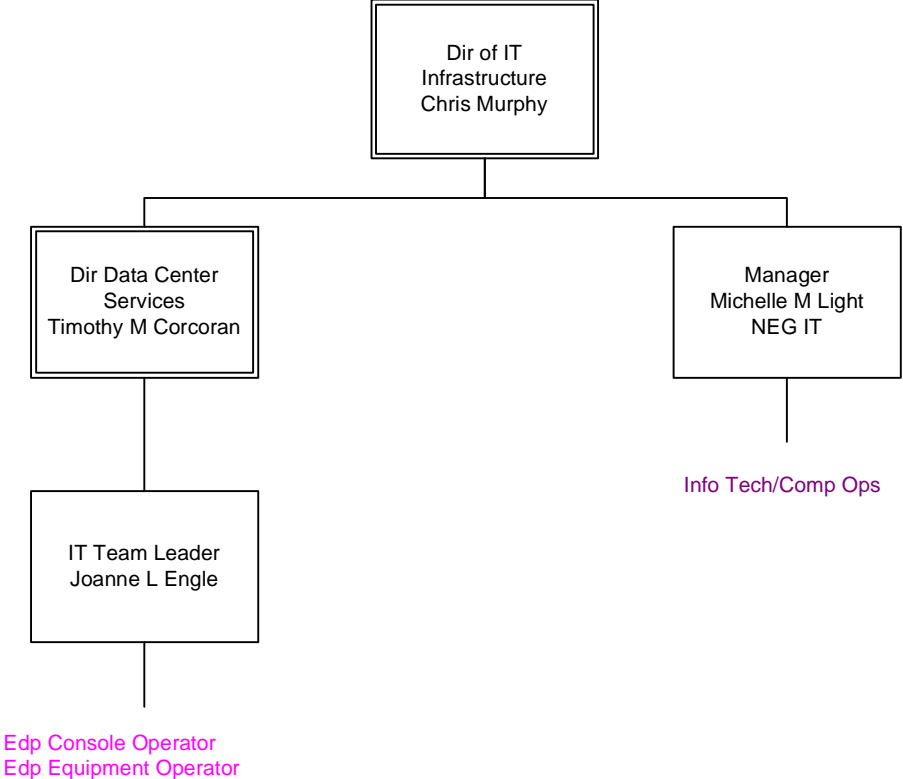 Dir of IT
Infrastructure
Chris Murphy
Dir Data Center
Services
Timothy M Corcoran
Manager
Michelle M Light
NEG IT
Info Tech/Comp Ops
IT Team Leader
Joanne L Engle
Edp Console Operator
Edp Equipment Operator